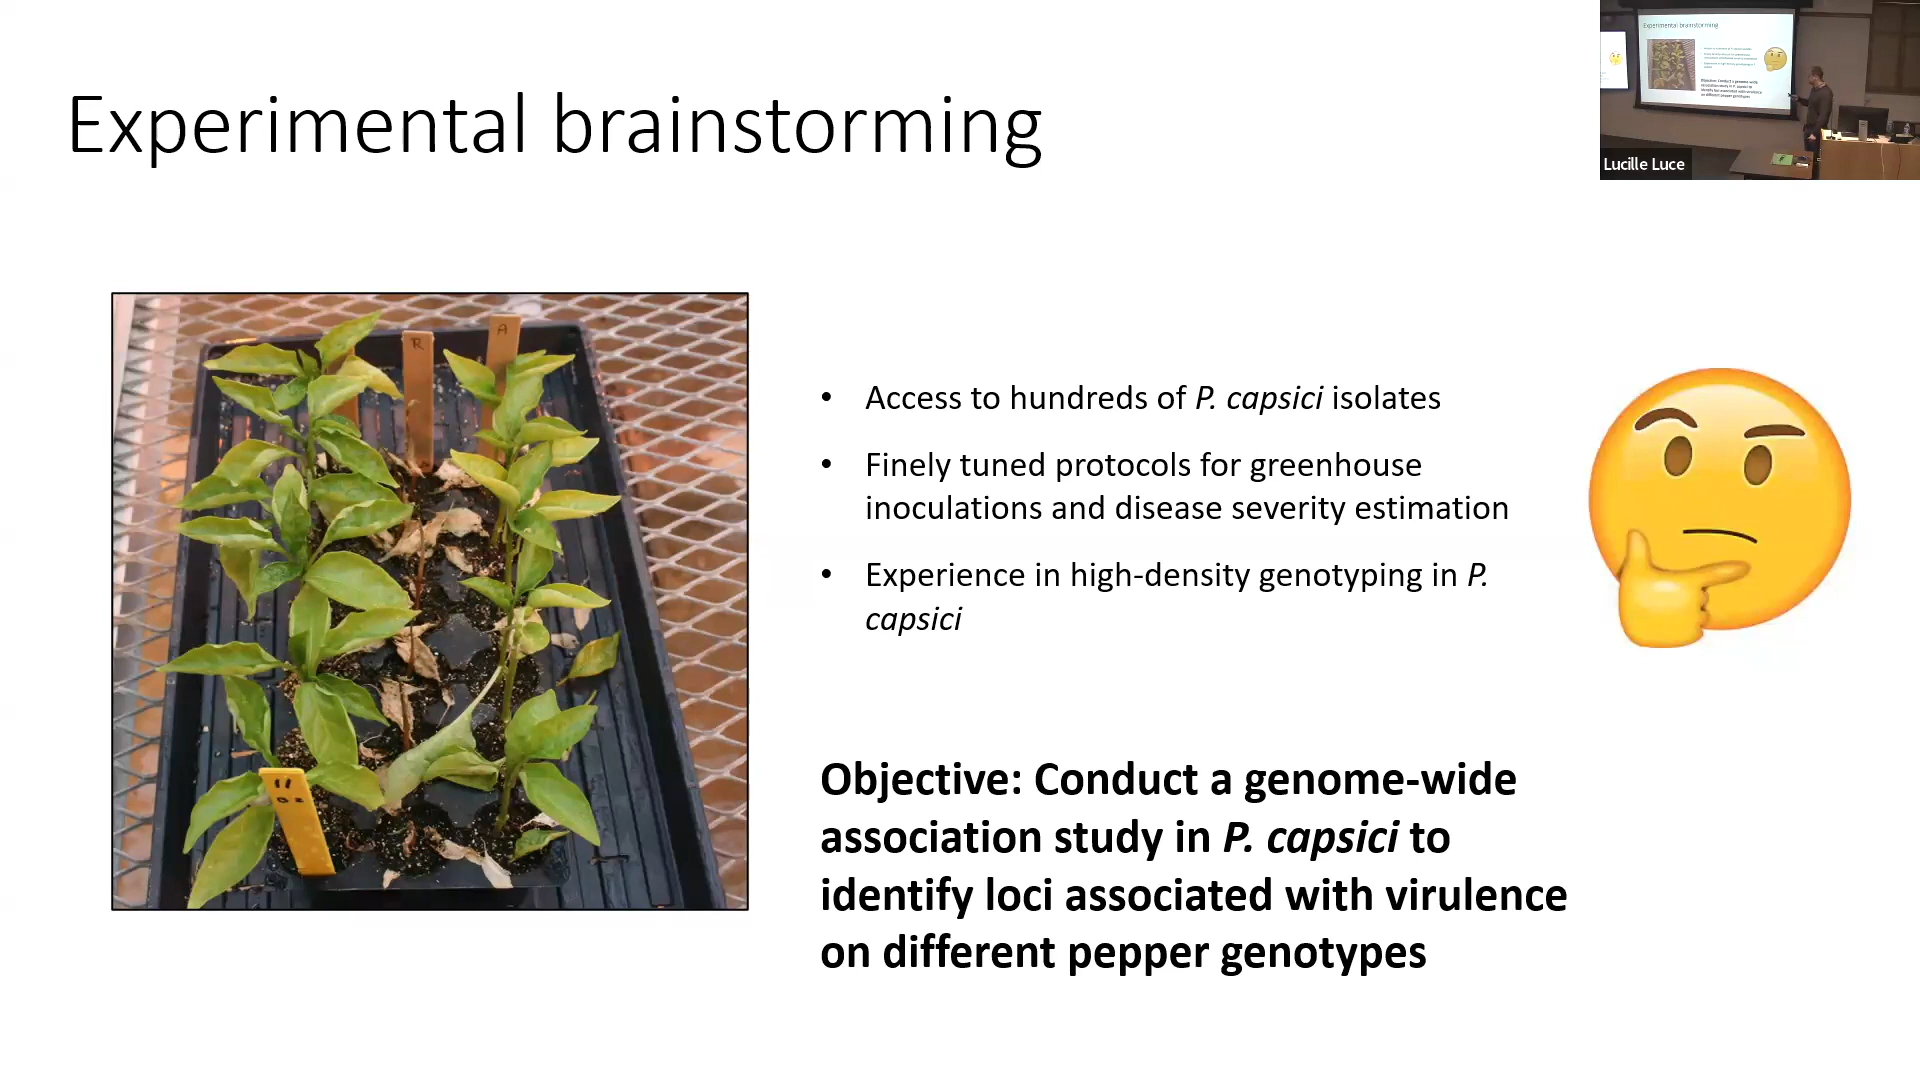 Experimental brainstorming
Lucille Luce
R
A
11
• Access to hundreds of P. capsici isolates
• Finely tuned protocols for greenhouse
inoculations and disease severity estimation
• Experience in high-density genotyping in P.
capsici
Objective: Conduct a genome-wide
association study in P. capsici to
identify loci associated with virulence
on different pepper genotypes